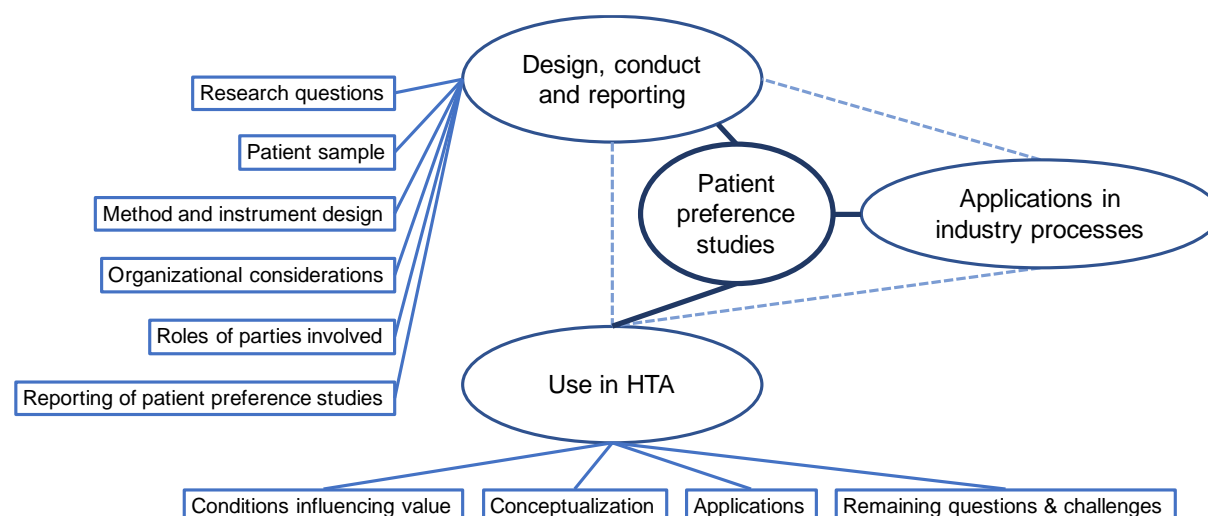 Design, conduct
and reporting
Research questions
Patient sample
Method and instrument design
Organizational considerations
Roles of parties involved
Reporting of patient preference studies
Patient
preference
studies
Applications in
industry processes
Use in HTA
Conditions influencing value
Conceptualization
Applications
Remaining questions & challenges